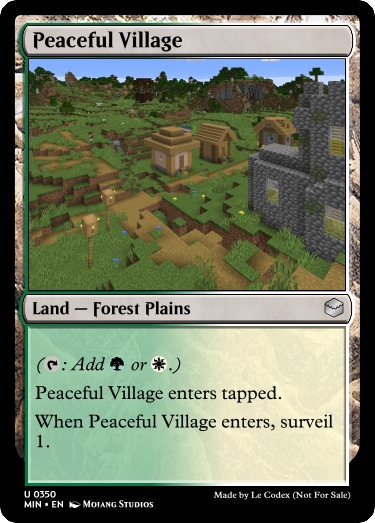 Peaceful Village
Land — Forest Plains
(: Add or .)
Peaceful Village enters tapped.
When Peaceful Village enters, surveil
1.
U 0350
MIN • EN Mojang Studios
Made by Le Codex (Not For Sale)